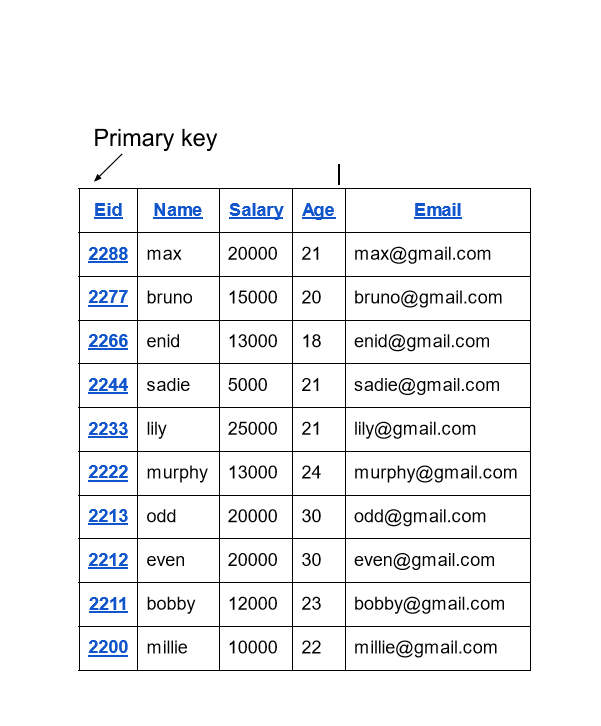 Primary key
Eid Name Salary Age Email
2288 max 20000 21 max@gmail.com
2277 bruno 15000 20 bruno@gmail.com
2266 enid 13000 18 enid@gmail.com
2244 sadie 5000 21 sadie@gmail.com
2233 lily 25000 21 lily@gmail.com
2222 murphy 13000 24 murphy@gmail.com
2213 odd 20000 30 odd@gmail.com
2212 even 20000 30 even@gmail.com
2211 bobby 12000 23 bobby@gmail.com
2200 millie 10000 22 millie@gmail.com